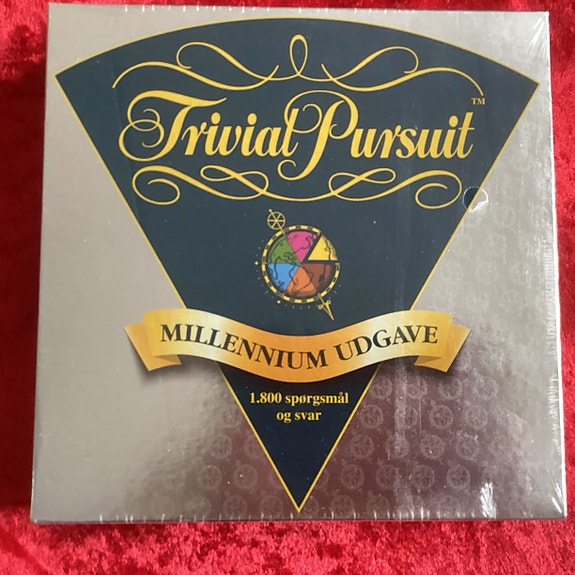 Trivial Pursuit™
MILLENNIUM UDGAVE
1.800 spørgsmål
og svar